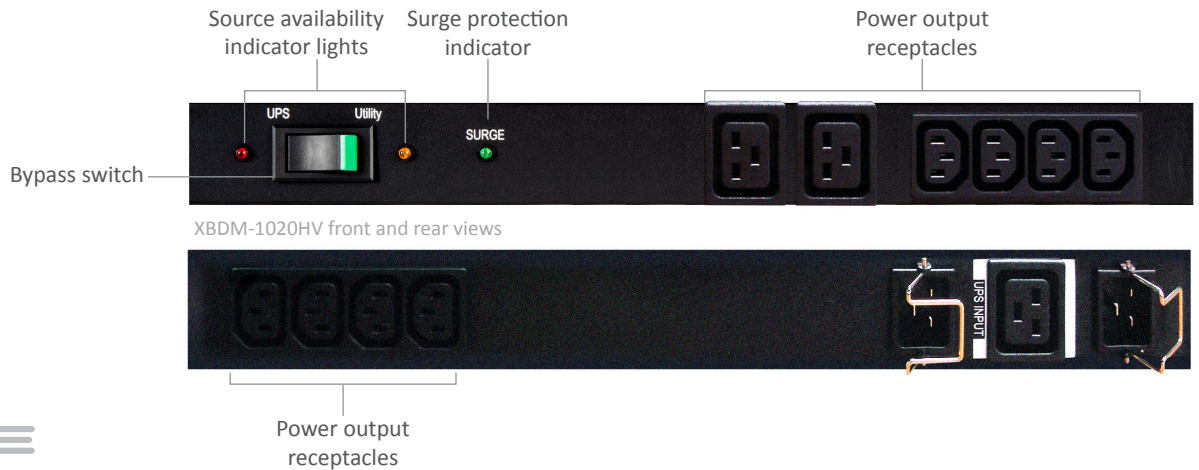 Source availability
indicator lights
Surge protection
indicator
Power output
receptacles
UPS
Utility
SURGE
Bypass switch
XBDM-1020HV front and rear views
UPS INPUT
Power output
receptacles